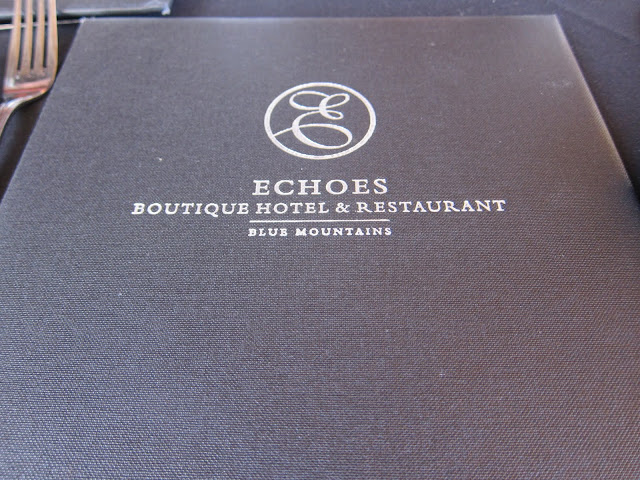 E
ECHOES
BOUTIQUE HOTEL & RESTAURANT
BLUE MOUNTAINS